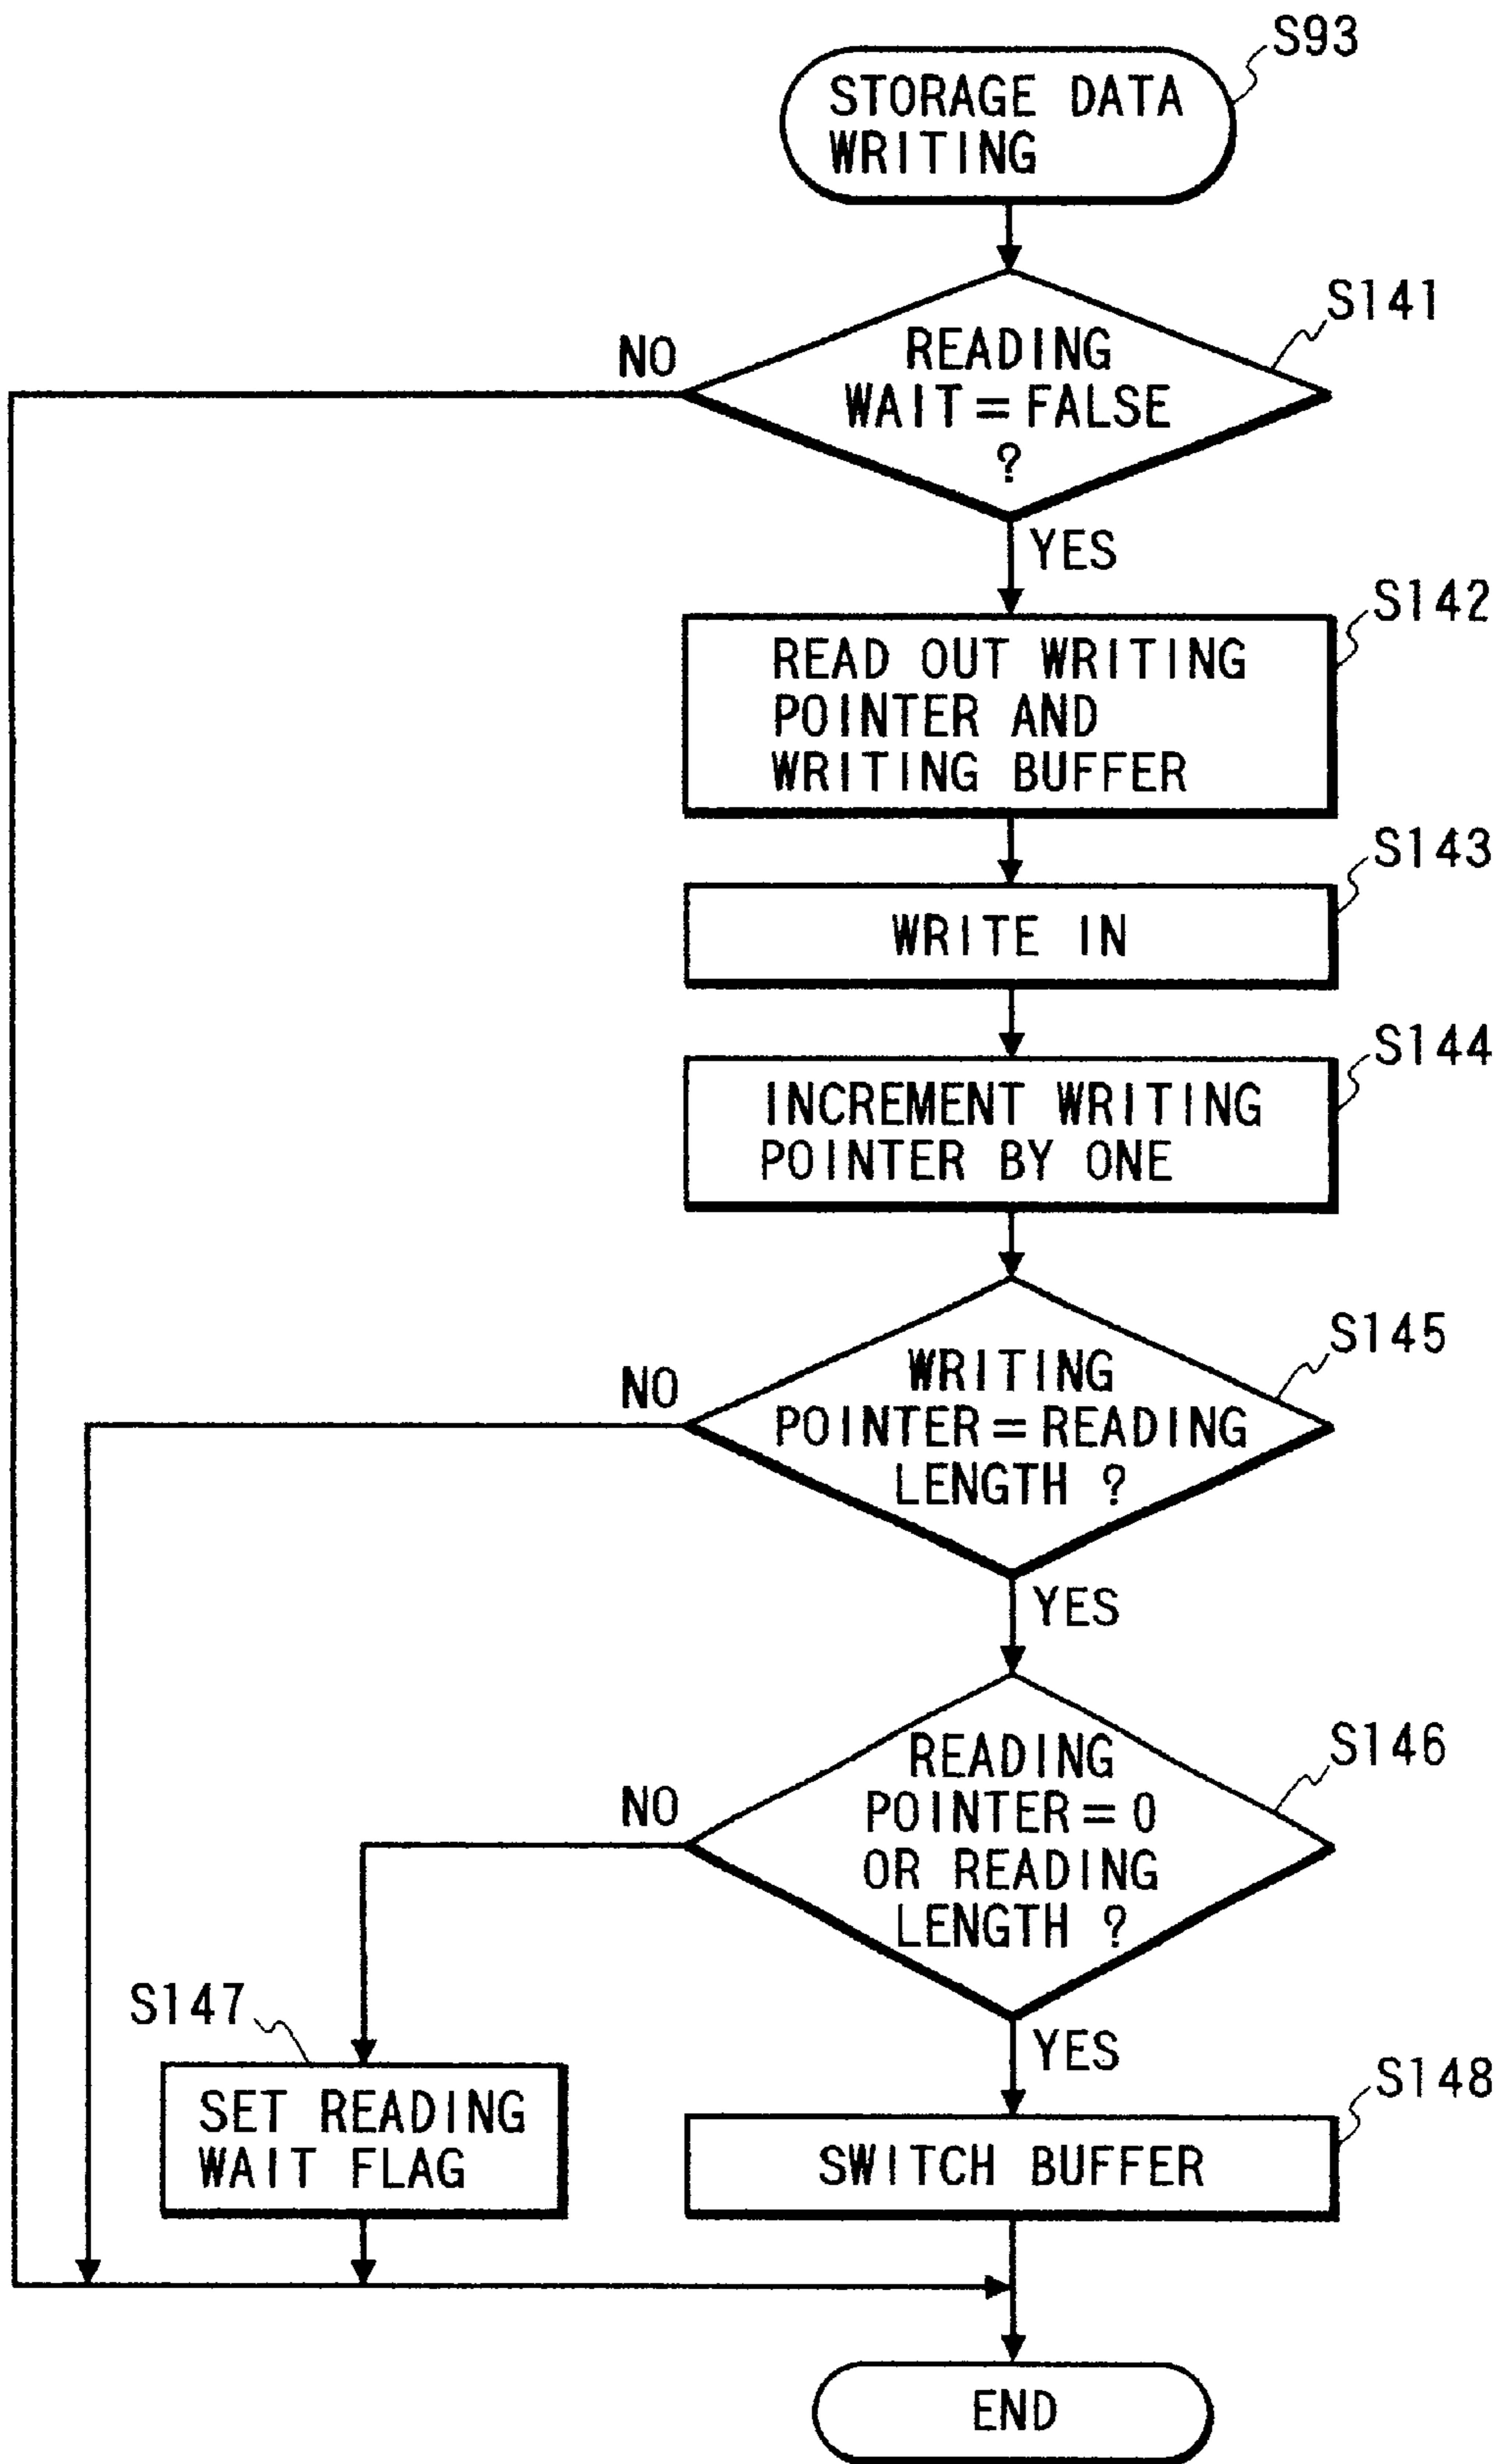 S93
STORAGE DATA
WRITING
S141
NO
READING
WAIT = FALSE
?
YES
S142
READ OUT WRITING
POINTER AND
WRITING BUFFER
S143
WRITE IN
S144
INCREMENT WRITING
POINTER BY ONE
S145
NO
WRITING
POINTER = READING
LENGTH ?
YES
S146
NO
READING
POINTER = 0
OR READING
LENGTH ?
S147
YES
SET READING
WAIT FLAG
S148
SWITCH BUFFER
END